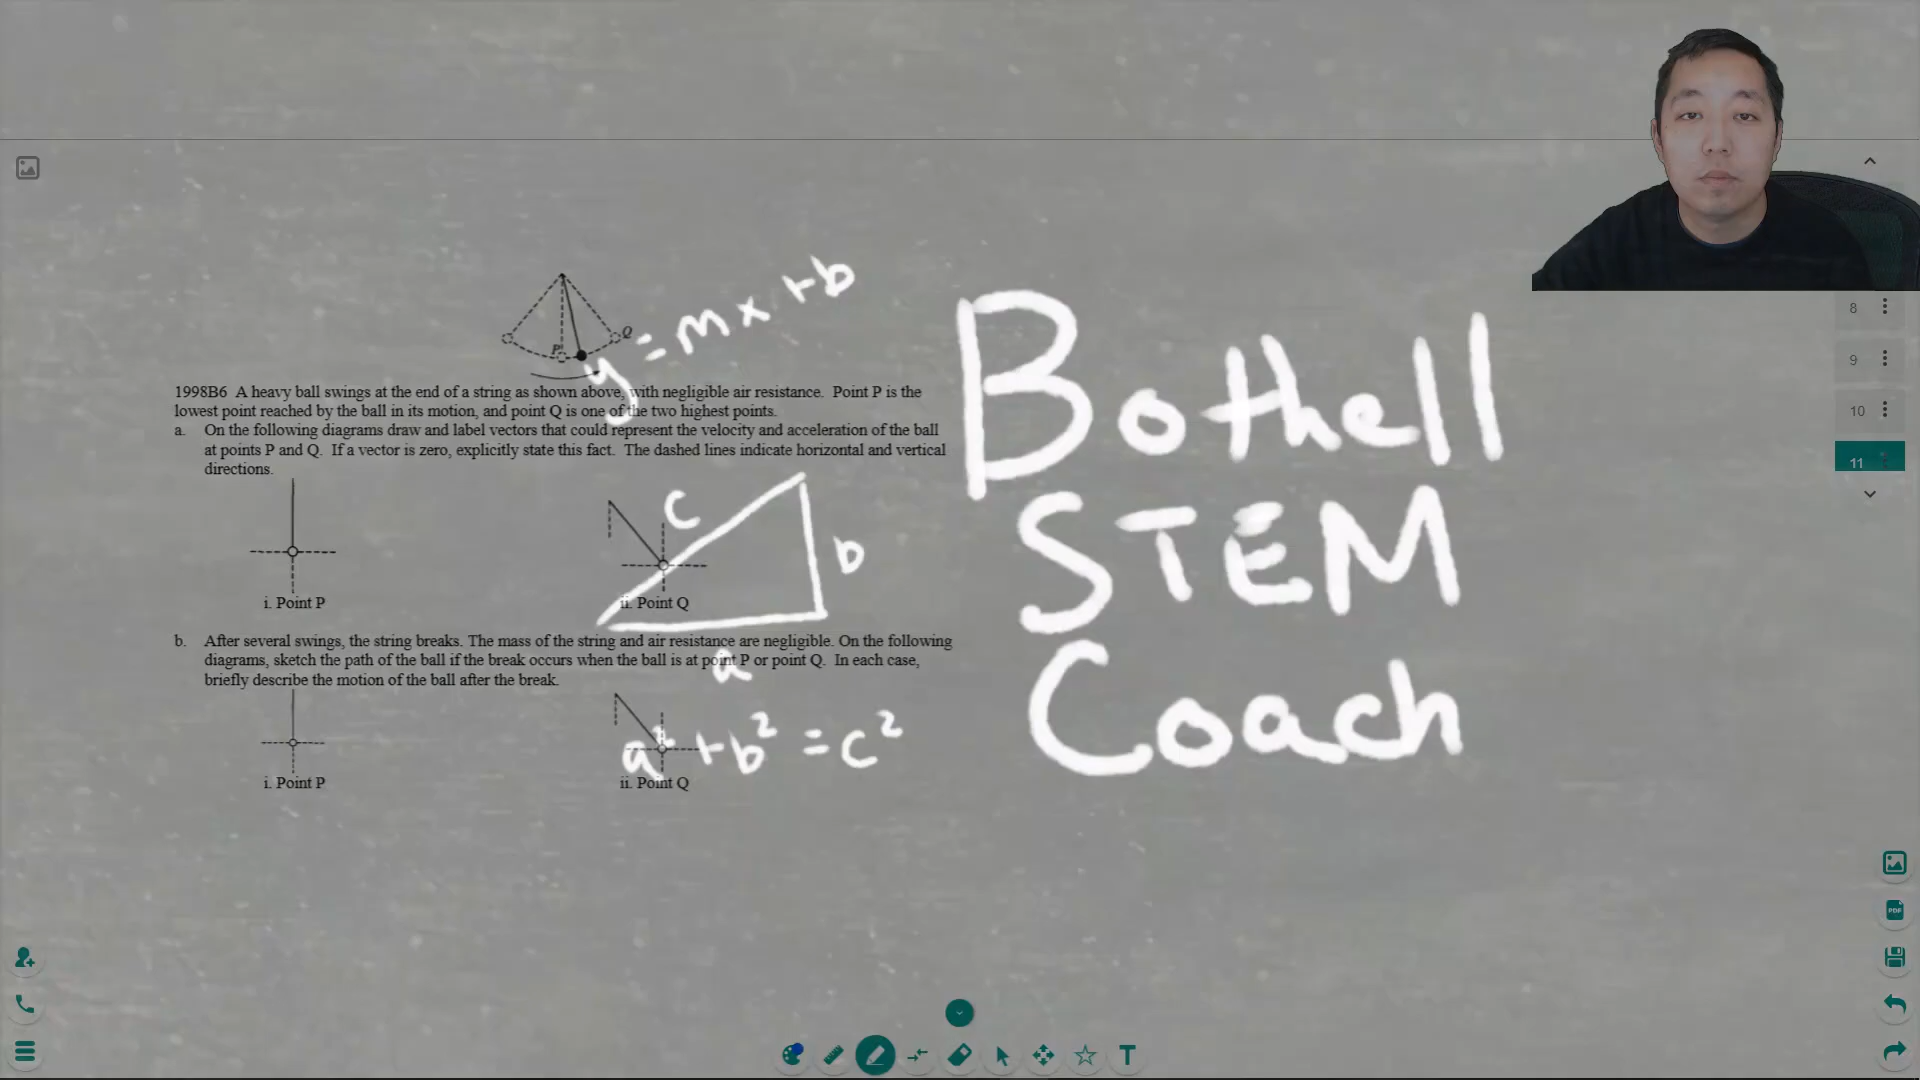 y = mx + b
P
Q
1998B6 A heavy ball swings at the end of a string as shown above, with negligible air resistance. Point P is the
lowest point reached by the ball in its motion, and point Q is one of the two highest points.
a. On the following diagrams draw and label vectors that could represent the velocity and acceleration of the ball
at points P and Q. If a vector is zero, explicitly state this fact. The dashed lines indicate horizontal and vertical
directions.
c
b
i. Point P
ii. Point Q
b. After several swings, the string breaks. The mass of the string and air resistance are negligible. On the following
diagrams, sketch the path of the ball if the break occurs when the ball is at point P or point Q. In each case,
briefly describe the motion of the ball after the break.
a
a² + b² = c²
i. Point P
ii. Point Q
Bothell
STEM
Coach
8
9
10
11
PDF
T